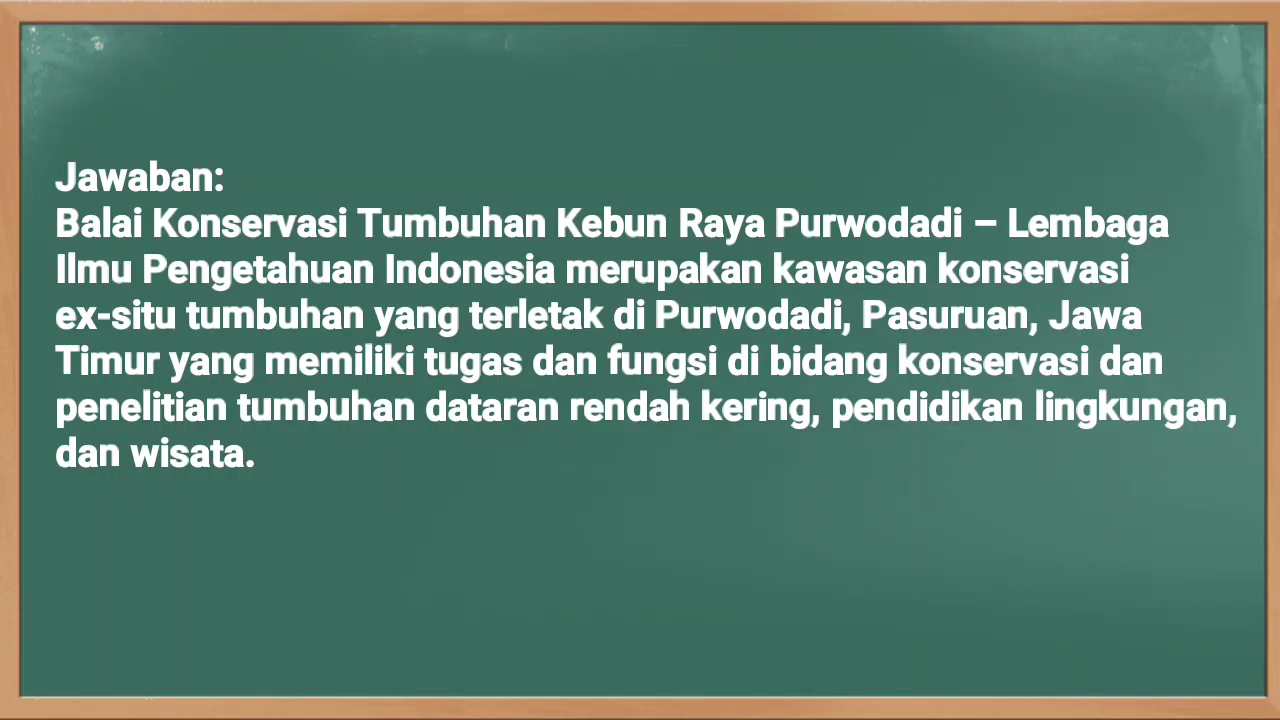 Jawaban:
Balai Konservasi Tumbuhan Kebun Raya Purwodadi – Lembaga
Ilmu Pengetahuan Indonesia merupakan kawasan konservasi
ex-situ tumbuhan yang terletak di Purwodadi, Pasuruan, Jawa
Timur yang memiliki tugas dan fungsi di bidang konservasi dan
penelitian tumbuhan dataran rendah kering, pendidikan lingkungan,
dan wisata.